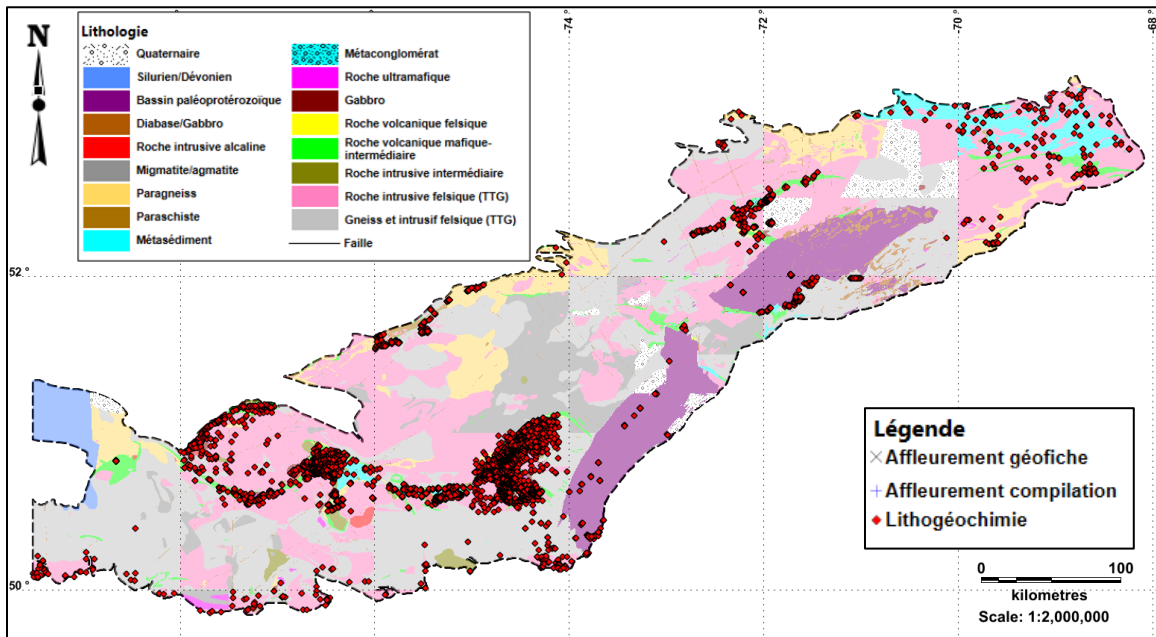 -74
-72
-70
-68
N
Lithologie
Quaternaire
Silurien/Dévonien
Bassin paléoprotérozoïque
Diabase/Gabbro
Roche intrusive alcaline
Migmatite/agmatite
Paragneiss
Paraschiste
Métasédiment
Métaconglomérat
Roche ultramafique
Gabbro
Roche volcanique felsique
Roche volcanique mafique-
intermédiaire
Roche intrusive intermédiaire
Roche intrusive felsique (TTG)
Gneiss et intrusif felsique (TTG)
Faille
52 °
50 °
Légende
Affleurement géofiche
Affleurement compilation
Lithogéochimie
0 100
kilometres
Scale: 1:2,000,000